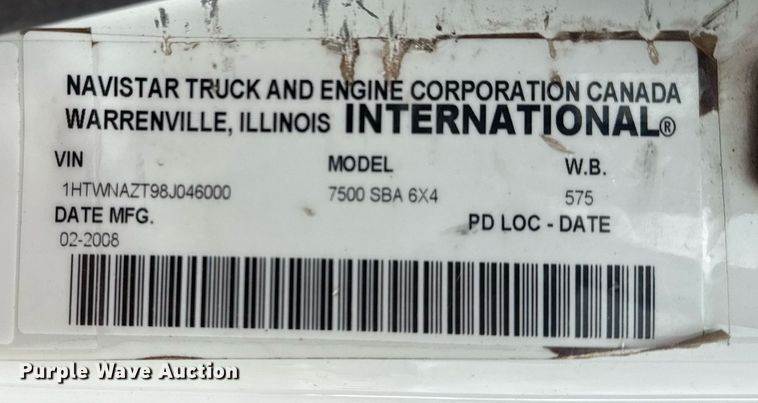 NAVISTAR TRUCK AND ENGINE CORPORATION CANADA
WARRENVILLE, ILLINOIS INTERNATIONAL®
VIN MODEL W.B.
1HTWNAZT98J046000 7500 SBA 6X4 575
DATE MFG. PD LOC - DATE
02-2008
Purple Wave Auction